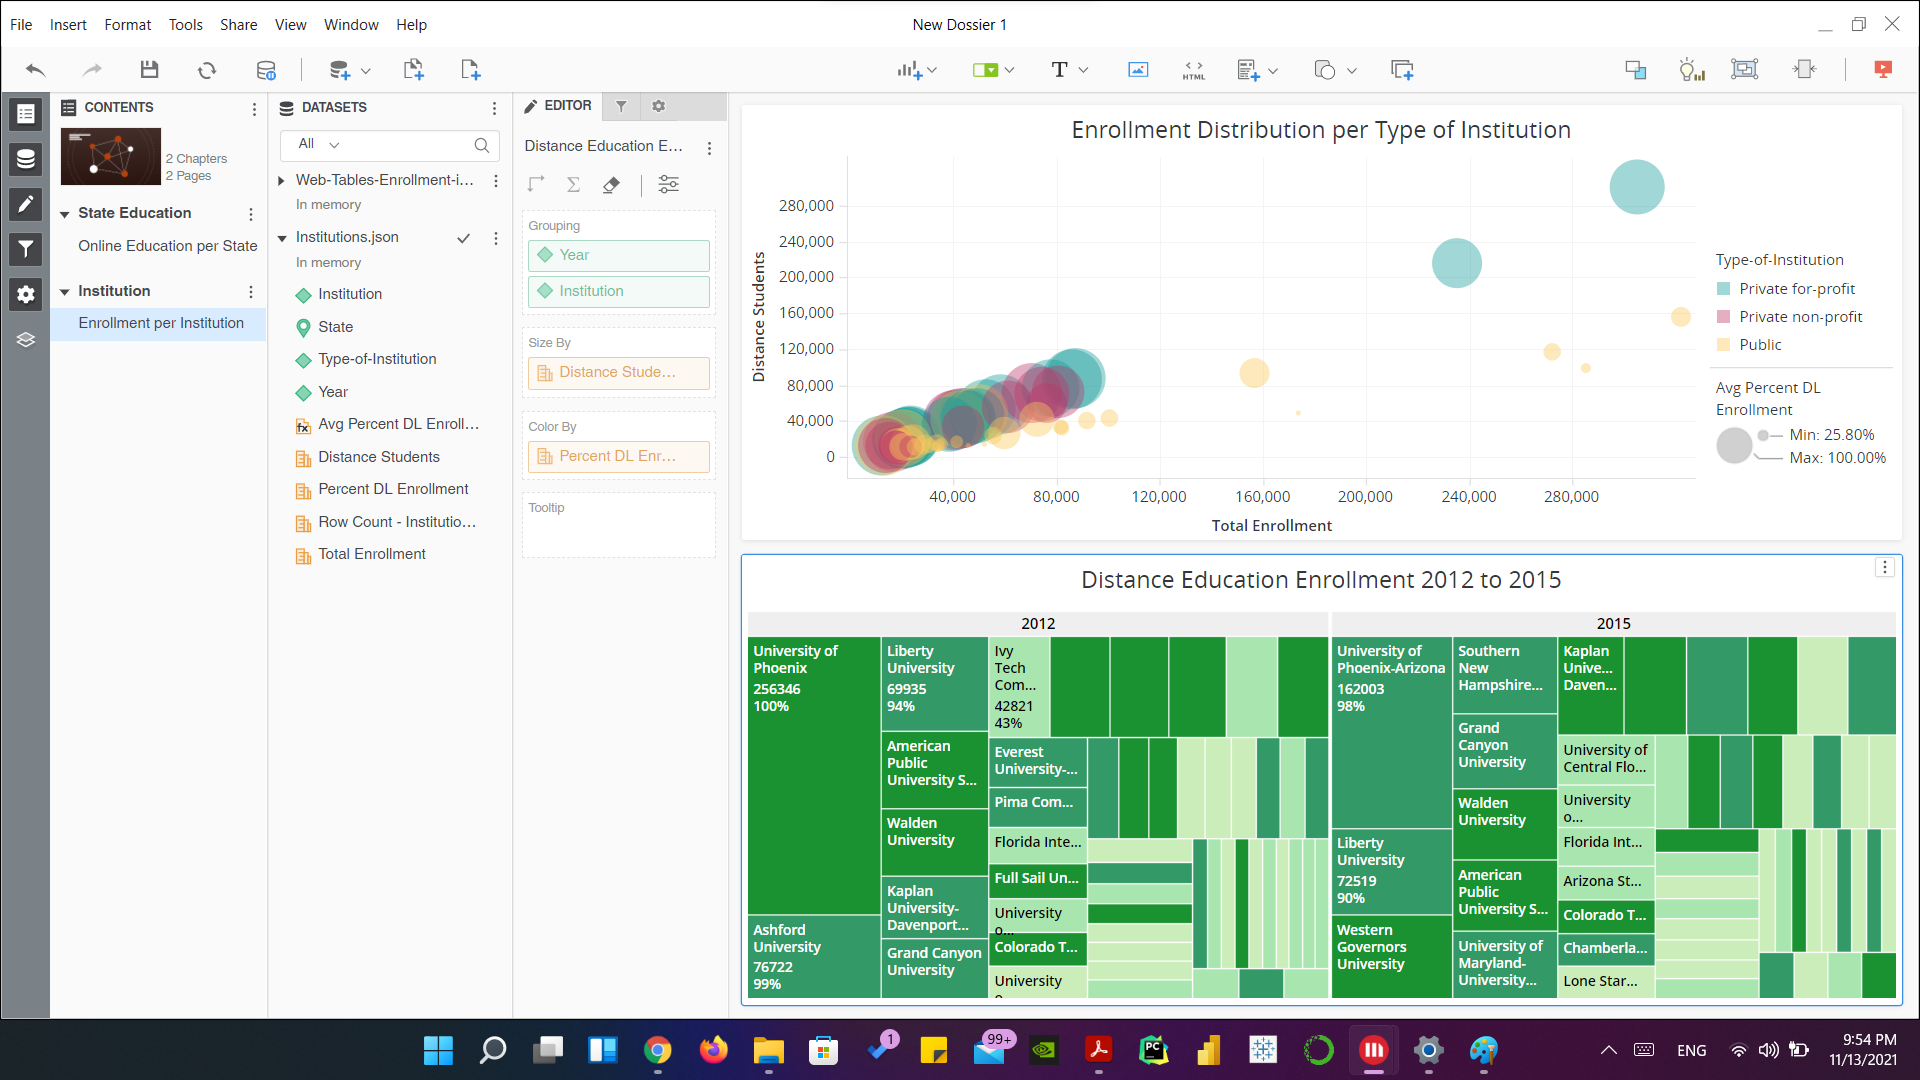 File Insert Format Tools Share View Window Help
New Dossier 1
HTML
CONTENTS
2 Chapters
2 Pages
State Education
Online Education per State
Institution
Enrollment per Institution
DATASETS
All
Web-Tables-Enrollment-i...
In memory
Institutions.json
In memory
Institution
State
Type-of-Institution
Year
fx Avg Percent DL Enroll...
Distance Students
Percent DL Enrollment
Row Count - Institutio...
Total Enrollment
EDITOR
Distance Education E...
Grouping
Year
Institution
Size By
Distance Stude...
Color By
Percent DL Enr...
Tooltip
Enrollment Distribution per Type of Institution
Distance Students
280,000
240,000
200,000
160,000
120,000
80,000
40,000
0
40,000 80,000 120,000 160,000 200,000 240,000 280,000
Total Enrollment
Type-of-Institution
Private for-profit
Private non-profit
Public
Avg Percent DL
Enrollment
Min: 25.80%
Max: 100.00%
Distance Education Enrollment 2012 to 2015
2012
University of
Phoenix
256346
100%
Ashford
University
76722
99%
Liberty
University
69935
94%
American
Public
University S...
Walden
University
Kaplan
University-
Davenport...
Grand Canyon
University
Ivy
Tech
Com...
42821
43%
Everest
University-...
Pima Com...
Florida Inte...
Full Sail Un...
University
o...
Colorado T...
University
2015
University of
Phoenix-Arizona
162003
98%
Liberty
University
72519
90%
Western
Governors
University
Southern
New
Hampshire...
Grand
Canyon
University
Walden
University
American
Public
University S...
University of
Maryland-
University...
Kaplan
Unive...
Daven...
University of
Central Flo...
University
o...
Florida Int...
Arizona St...
Colorado T...
Chamberla...
Lone Star...
1
99+
PC
ENG
9:54 PM
11/13/2021